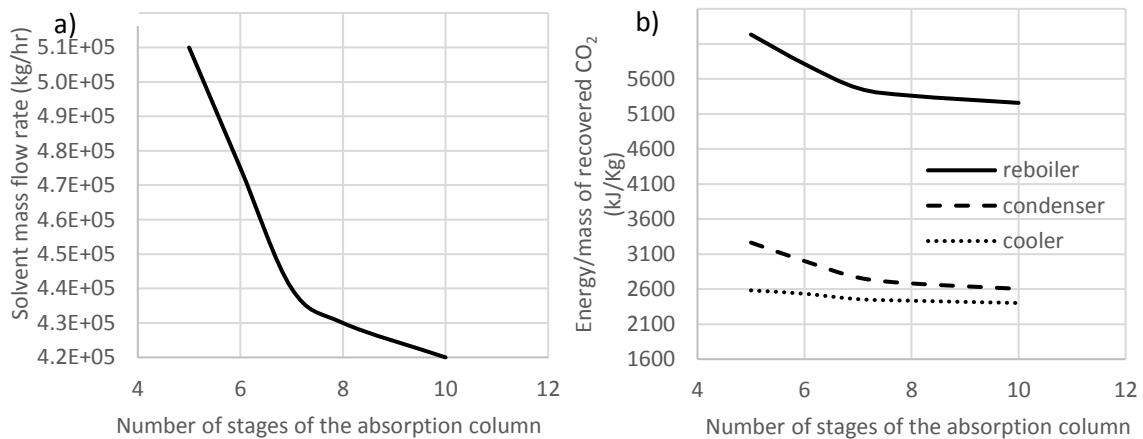 a)
Solvent mass flow rate (kg/hr)
5.1E+05
5.0E+05
4.9E+05
4.8E+05
4.7E+05
4.6E+05
4.5E+05
4.4E+05
4.3E+05
4.2E+05
4 6 8 10 12
Number of stages of the absorption column
b)
Energy/mass of recovered CO2
(kJ/Kg)
5600
5100
4600
4100
3600
3100
2600
2100
1600
reboiler
condenser
cooler
4 6 8 10 12
Number of stages of the absorption column